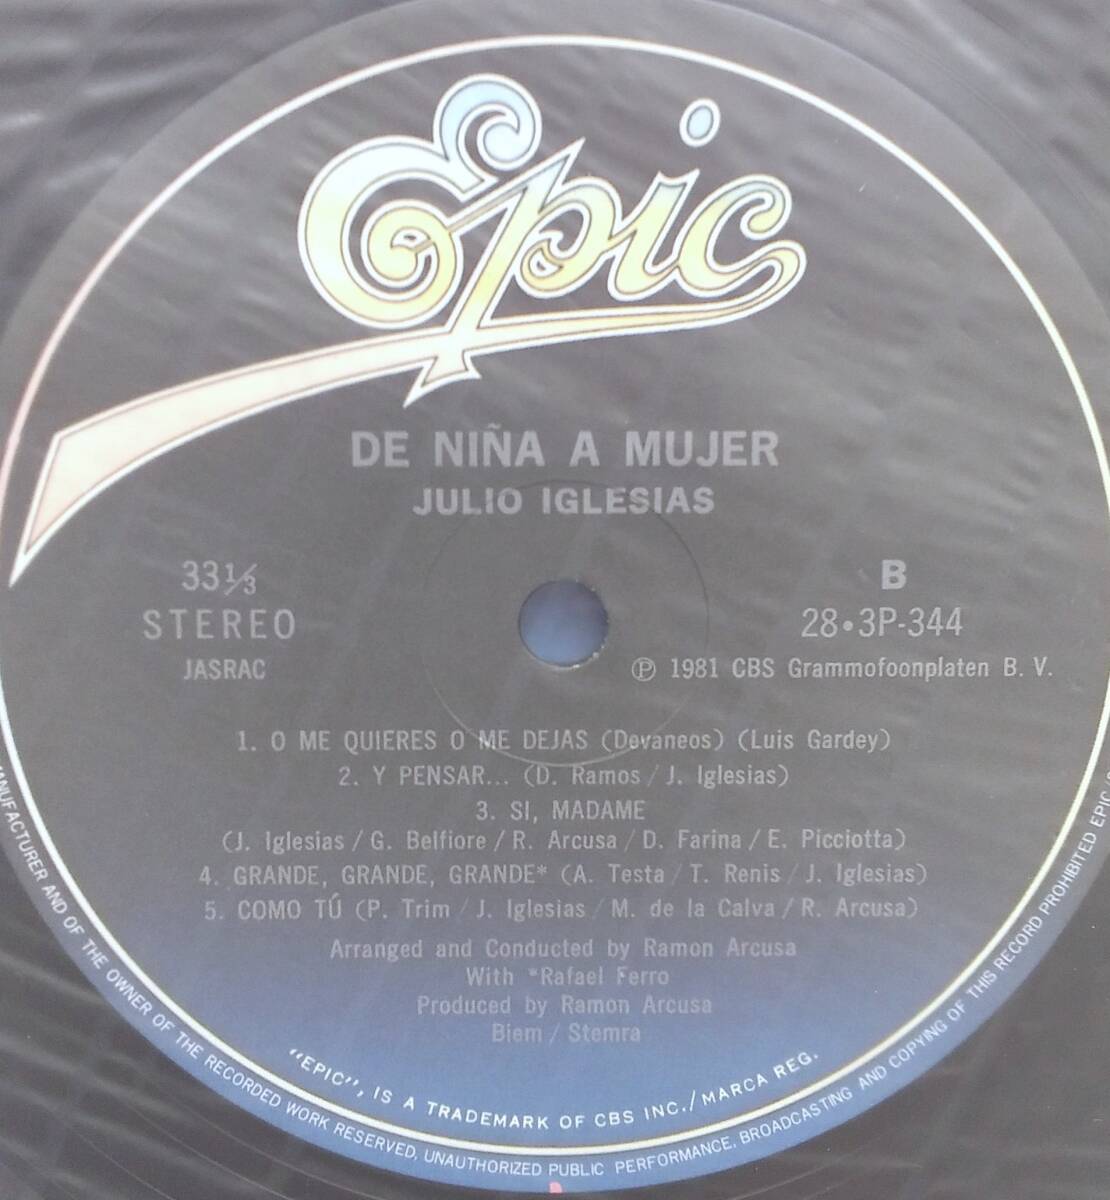 Epic
DE NIÑA A MUJER
JULIO IGLESIAS
33⅓
STEREO
JASRAC
B
28•3P-344
Ⓟ 1981 CBS Grammofoonplaten B. V.
1. O ME QUIERES O ME DEJAS (Devaneos) (Luis Gardey)
2. Y PENSAR... (D. Ramos / J. Iglesias)
3. SI, MADAME
(J. Iglesias / G. Belfiore / R. Arcusa / D. Farina / E. Picciotta)
4. GRANDE, GRANDE, GRANDE* (A. Testa / T. Renis / J. Iglesias)
5. COMO TÚ (P. Trim / J. Iglesias / M. de la Calva / R. Arcusa)
Arranged and Conducted by Ramon Arcusa
With *Rafael Ferro
Produced by Ramon Arcusa
Biem / Stemra
"EPIC", IS A TRADEMARK OF CBS INC./MARCA REG.
MANUFACTURER AND OF THE OWNER OF THE RECORDED WORK RESERVED, UNAUTHORIZED PUBLIC PERFORMANCE, BROADCASTING AND COPYING OF THIS RECORD PROHIBITED EPIC/